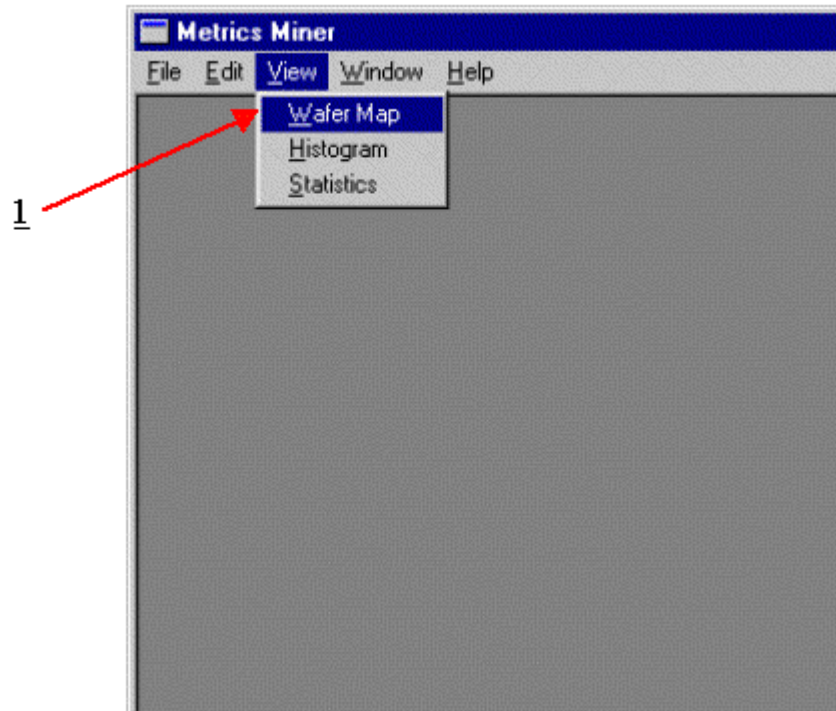 Metrics Miner
File Edit View Window Help
Wafer Map
Histogram
Statistics
1